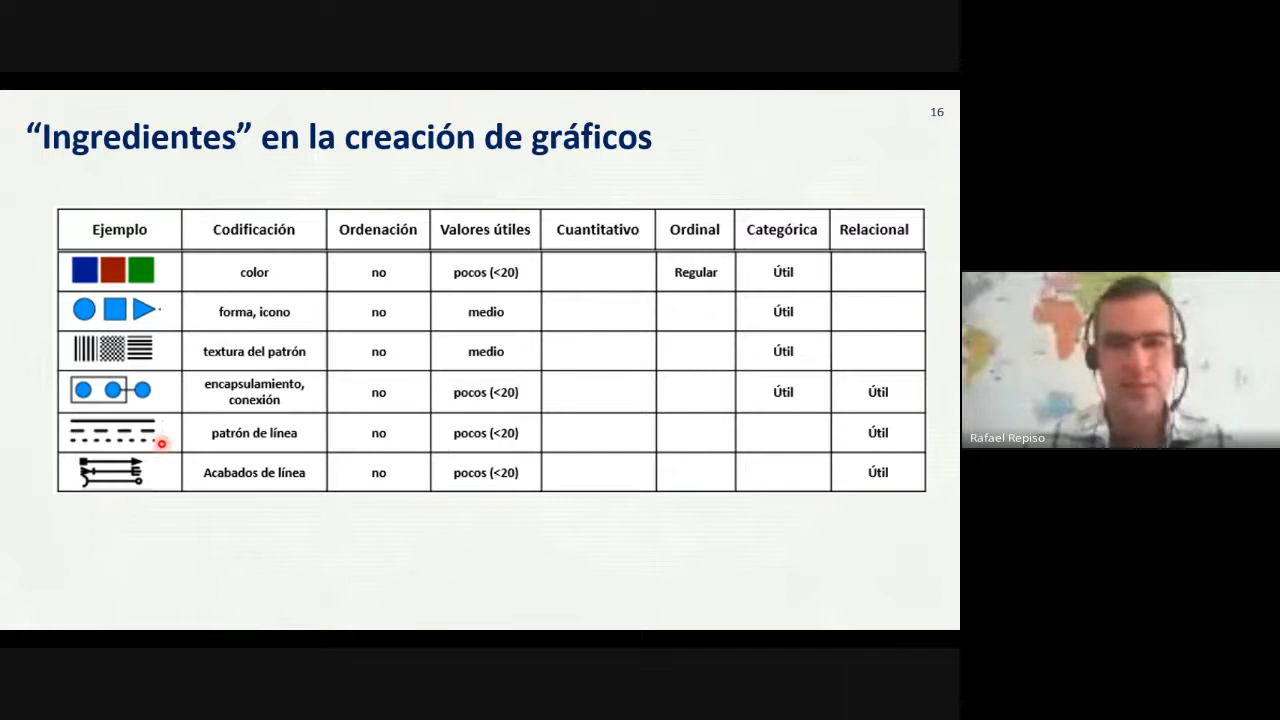 16
“Ingredientes” en la creación de gráficos
Ejemplo Codificación Ordenación Valores útiles Cuantitativo Ordinal Categórica Relacional
color no pocos (<20) Regular Útil
forma, icono no medio Útil
textura del patrón no medio Útil
encapsulamiento,
conexión no pocos (<20) Útil Útil
patrón de línea no pocos (<20) Útil
Acabados de línea no pocos (<20) Útil
Rafael Repiso